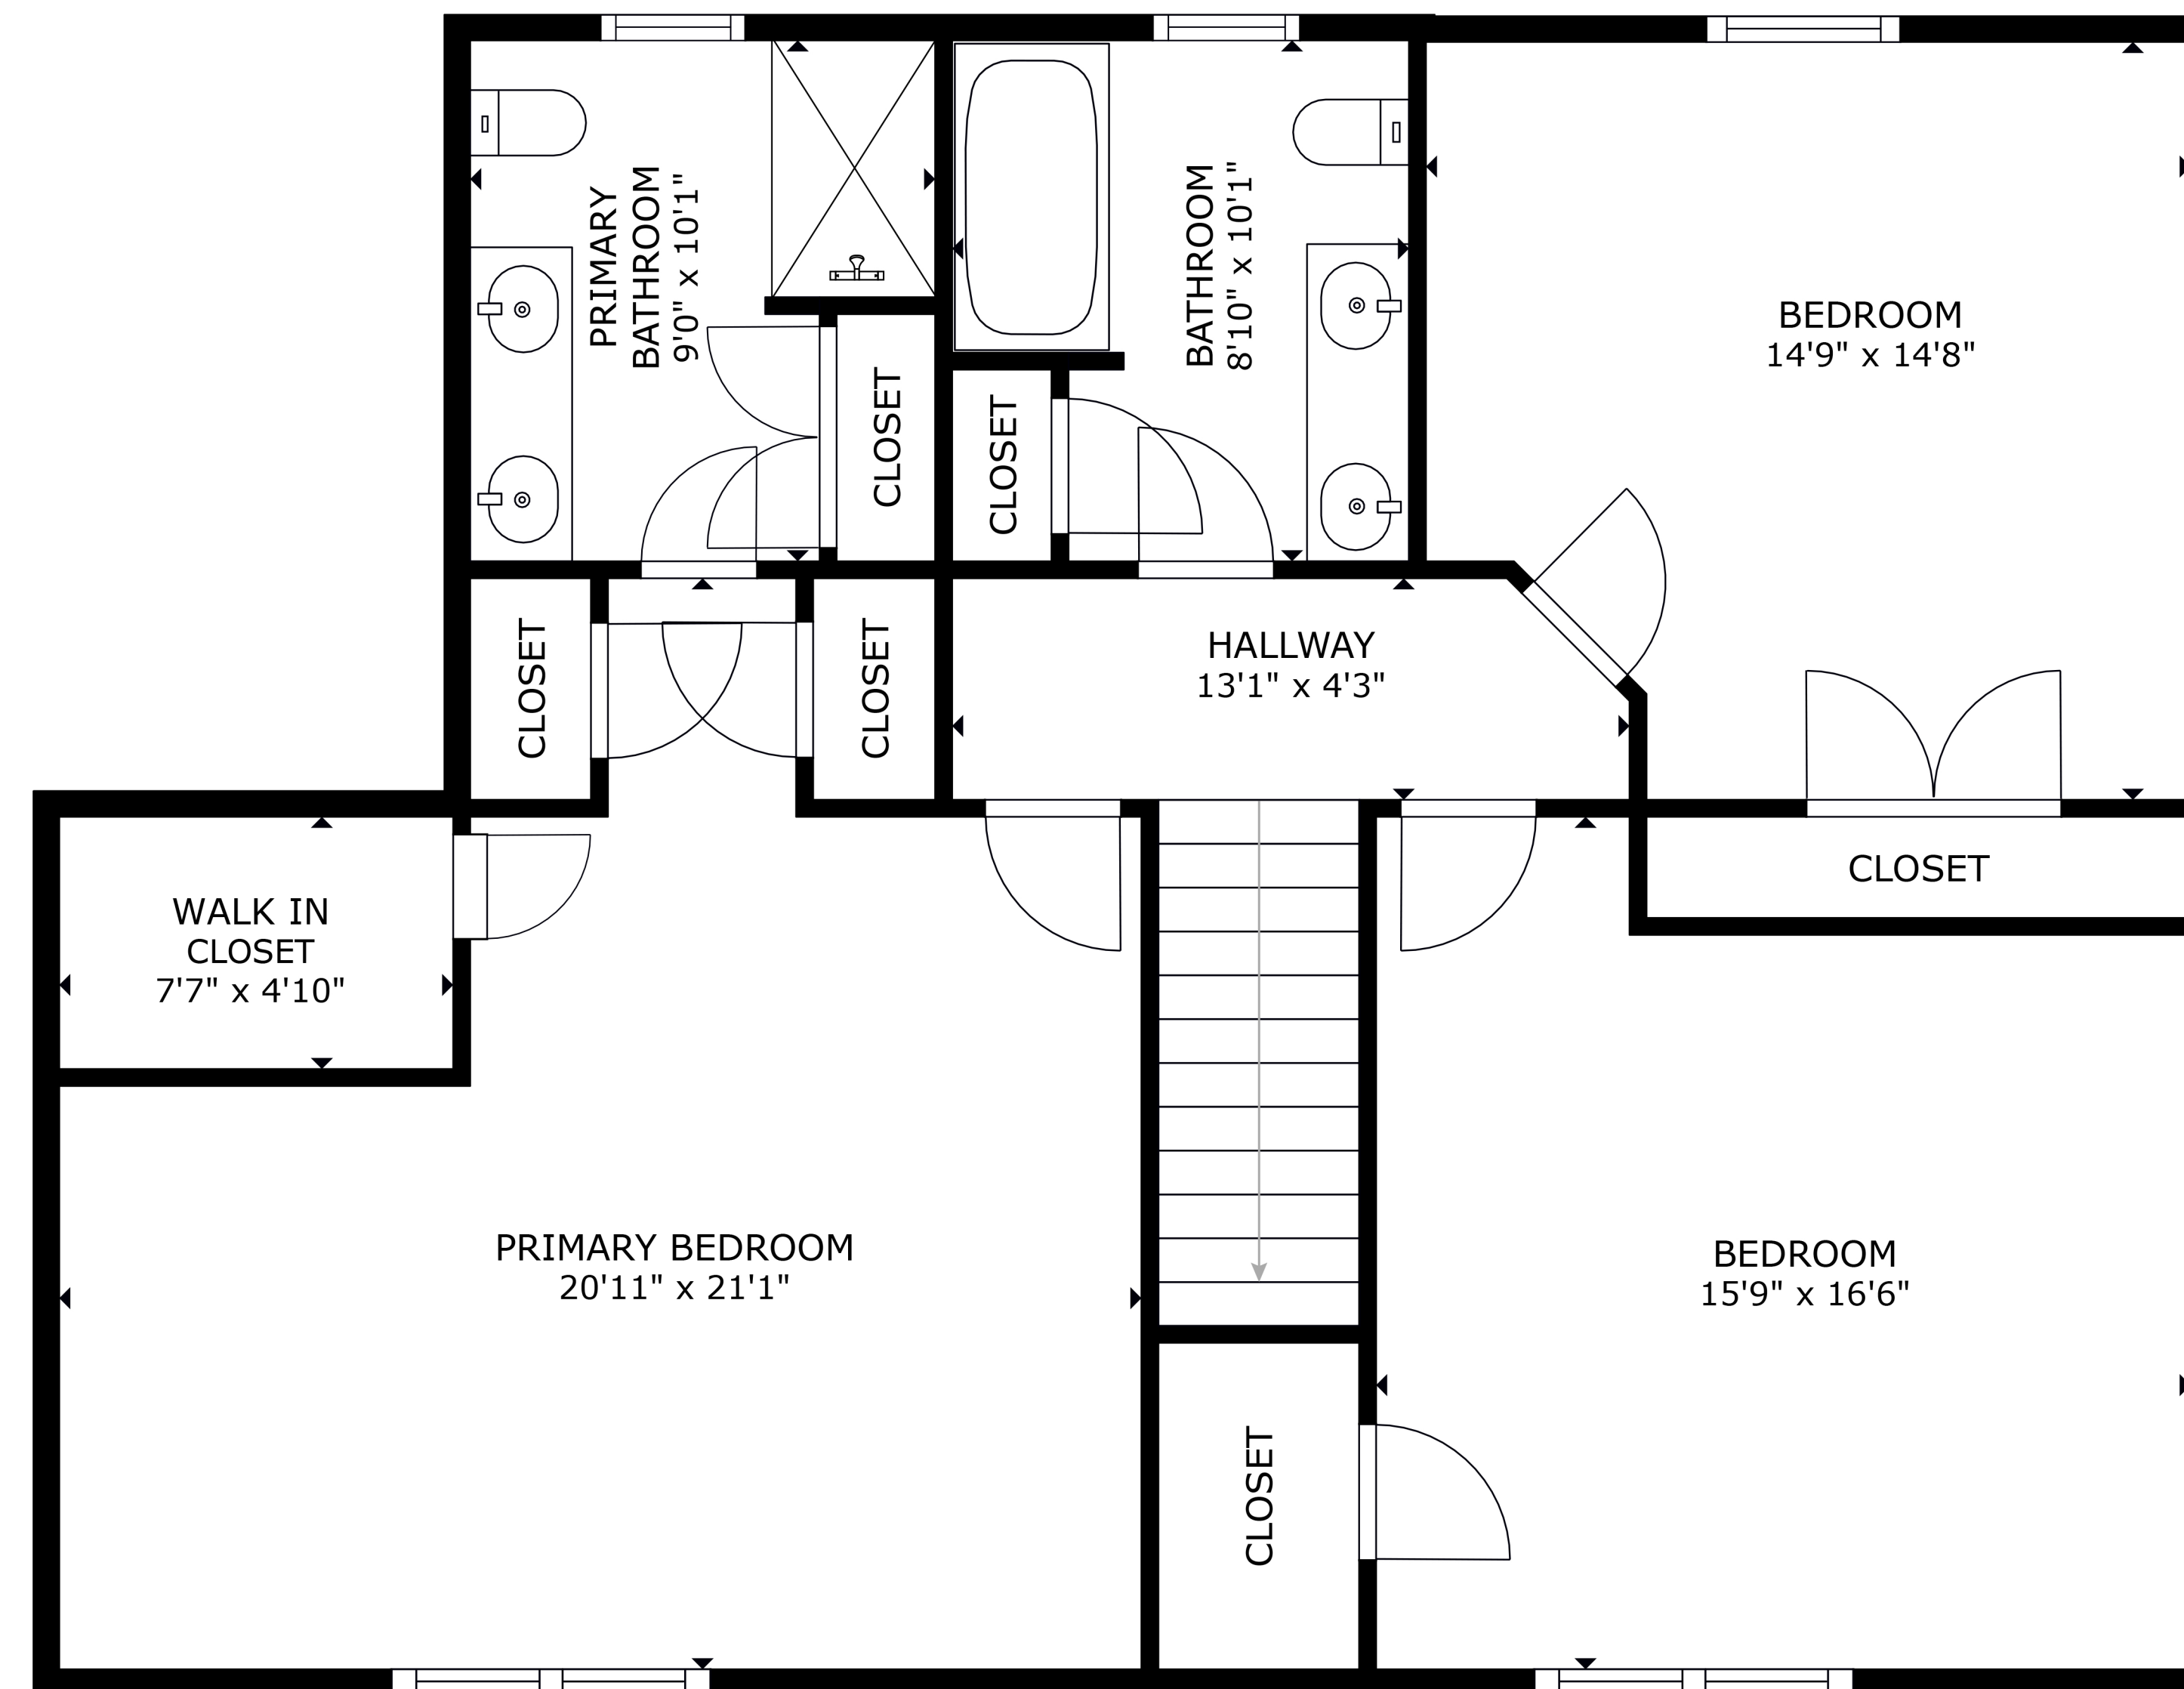 PRIMARY
BATHROOM
9'0" x 10'1"
BATHROOM
8'10" x 10'1"
BEDROOM
14'9" x 14'8"
CLOSET
CLOSET
CLOSET
CLOSET
HALLWAY
13'1" x 4'3"
CLOSET
WALK IN
CLOSET
7'7" x 4'10"
PRIMARY BEDROOM
20'11" x 21'1"
BEDROOM
15'9" x 16'6"
CLOSET